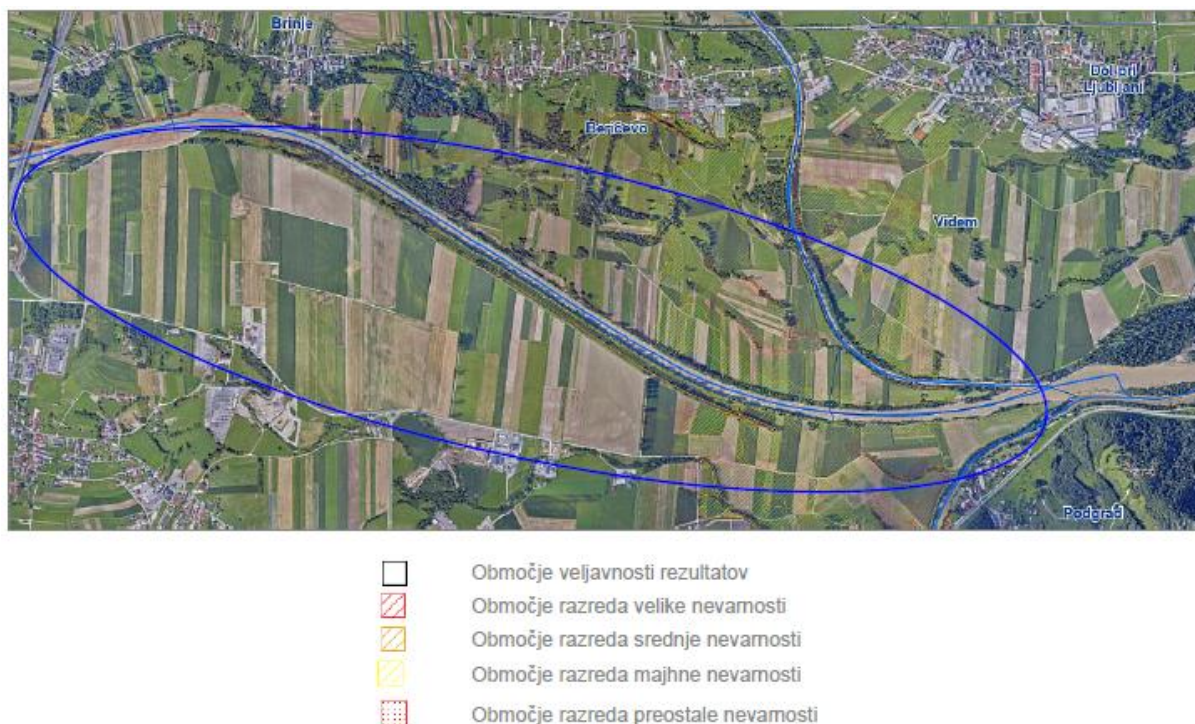 Brinje
Dol pri
Ljubljani
Beričevo
Videm
Podgrad
Območje veljavnosti rezultatov
Območje razreda velike nevarnosti
Območje razreda srednje nevarnosti
Območje razreda majhne nevarnosti
Območje razreda preostale nevarnosti